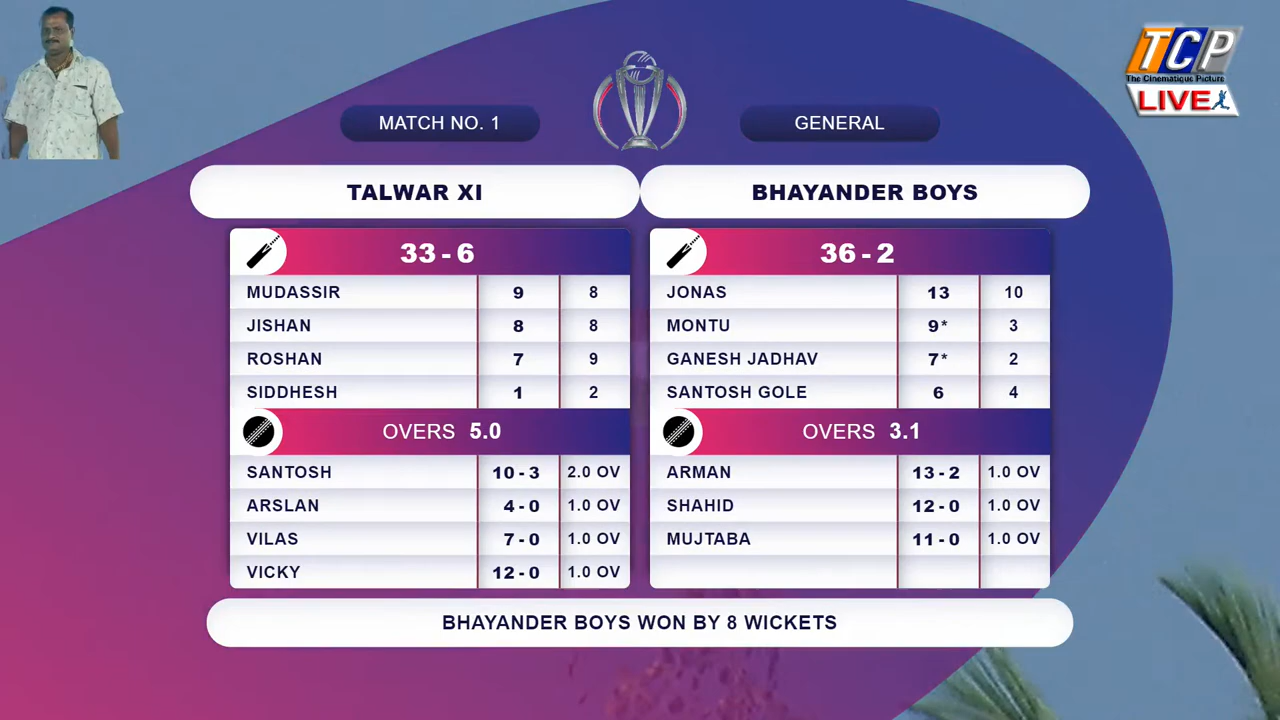 TCP
The Cinematique Picture
LIVE
MATCH NO. 1
GENERAL
TALWAR XI
BHAYANDER BOYS
33 - 6
MUDASSIR 9 8
JISHAN 8 8
ROSHAN 7 9
SIDDHESH 1 2
OVERS 5.0
SANTOSH 10 - 3 2.0 OV
ARSLAN 4 - 0 1.0 OV
VILAS 7 - 0 1.0 OV
VICKY 12 - 0 1.0 OV
36 - 2
JONAS 13 10
MONTU 9* 3
GANESH JADHAV 7* 2
SANTOSH GOLE 6 4
OVERS 3.1
ARMAN 13 - 2 1.0 OV
SHAHID 12 - 0 1.0 OV
MUJTABA 11 - 0 1.0 OV
BHAYANDER BOYS WON BY 8 WICKETS